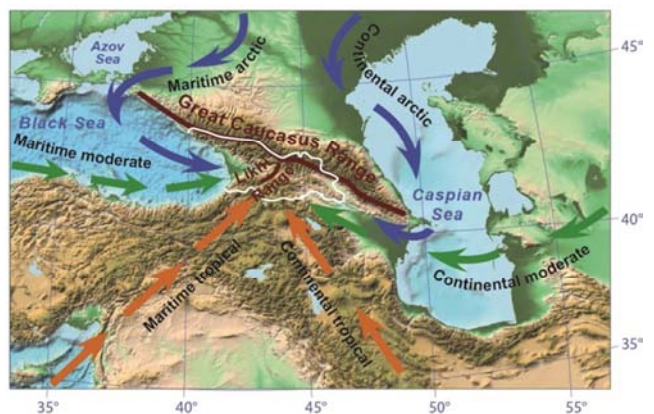 Azov
Sea
Maritime arctic
Continental arctic
45°
Great Caucasus Range
Black Sea
Maritime moderate
Likhi
Range
Caspian
Sea
40°
Maritime tropical
Continental tropical
Continental moderate
35°
35°
40°
45°
50°
55°